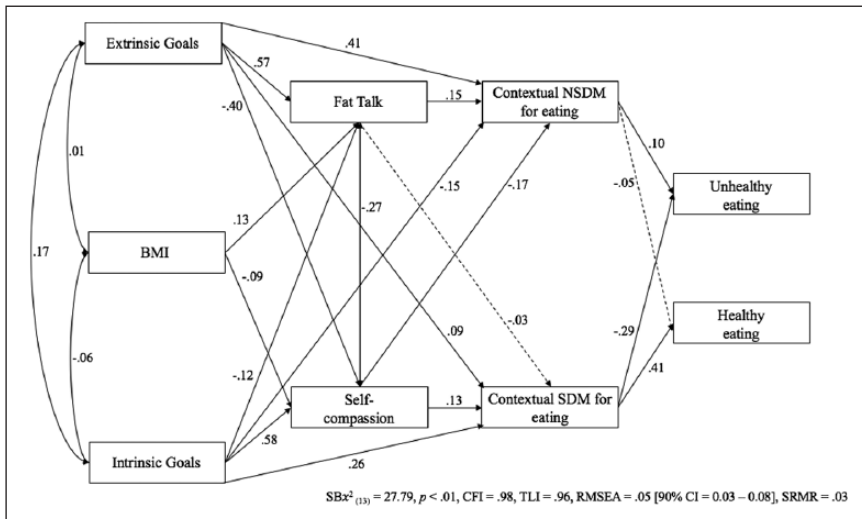 Extrinsic Goals
.41
.57
Fat Talk
Contextual NSDM
for eating
.15
-.40
.10
.01
-.15
-.17
-.05
Unhealthy
eating
.13
-.27
.17
BMI
-.09
Healthy
eating
-.03
.09
-.29
-.06
-.12
.41
Self-
compassion
.13
Contextual SDM for
eating
.58
Intrinsic Goals
.26
SBx² (13) = 27.79, p < .01, CFI = .98, TLI = .96, RMSEA = .05 [90% CI = 0.03 – 0.08], SRMR = .03